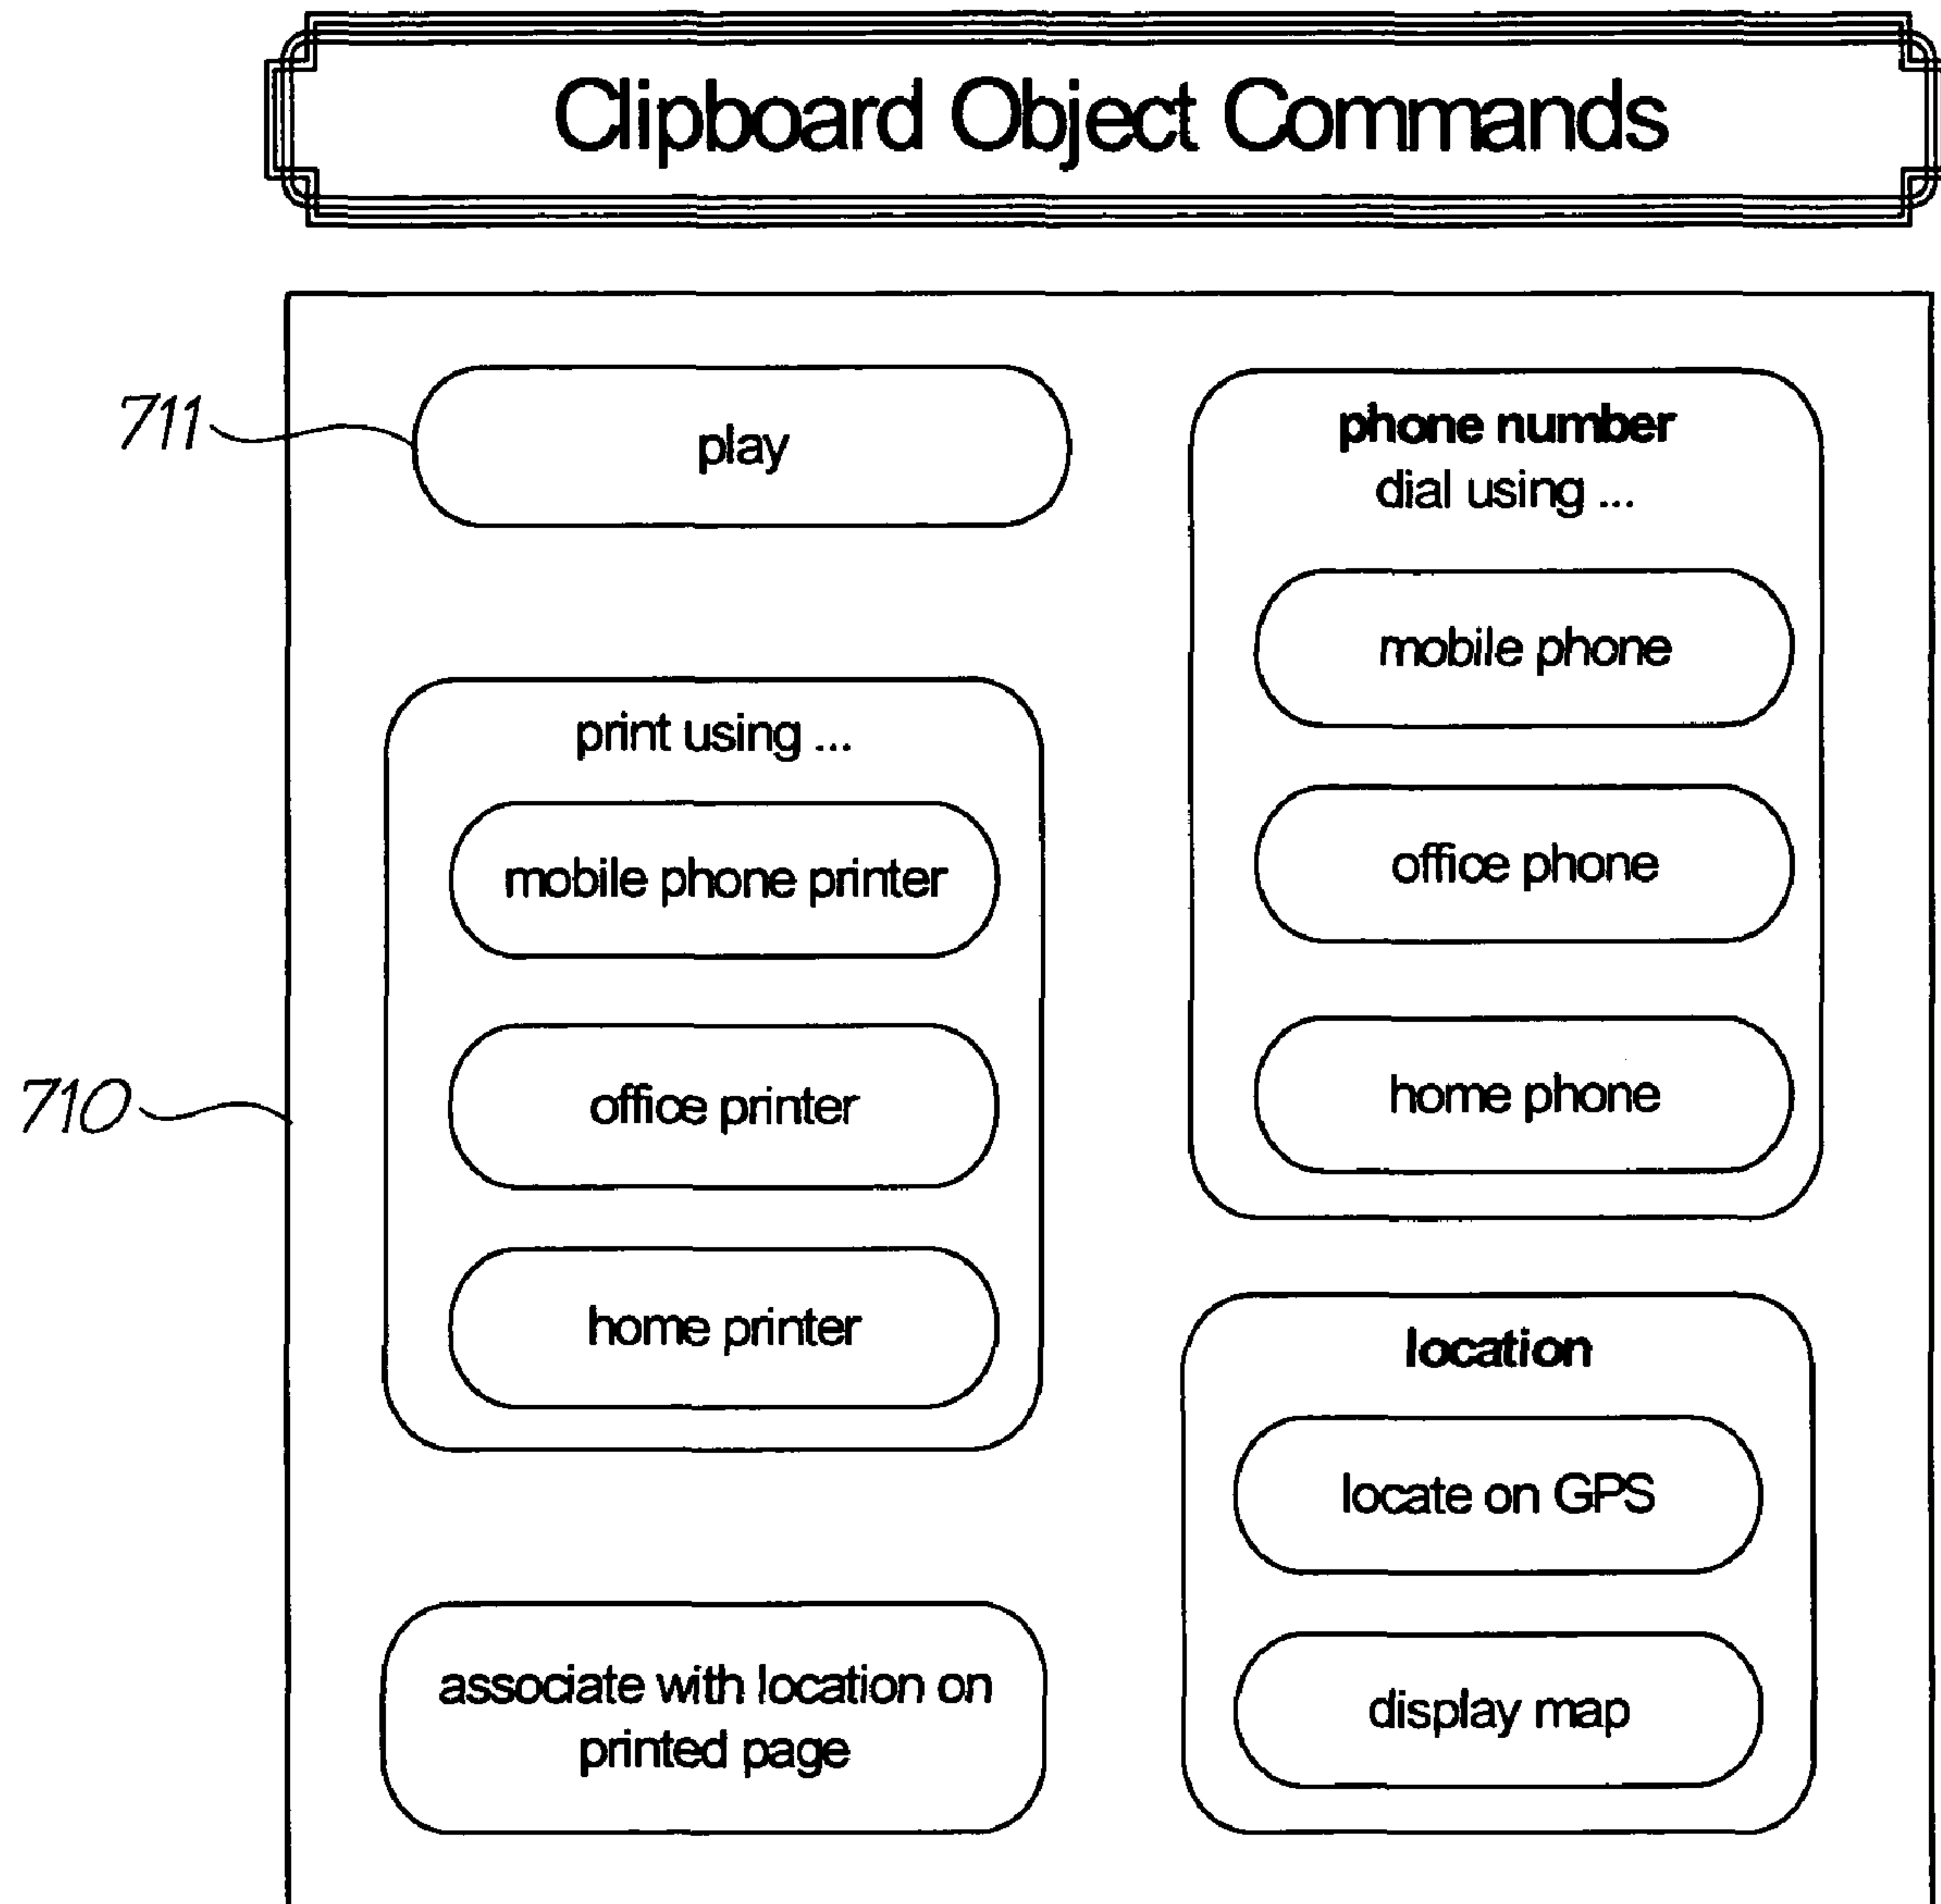 Clipboard Object Commands
711
play
print using ...
mobile phone printer
office printer
home printer
710
associate with location on
printed page
phone number
dial using ...
mobile phone
office phone
home phone
location
locate on GPS
display map